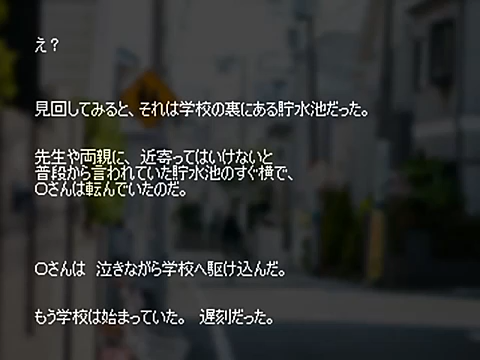 え？
見回してみると、それは学校の裏にある貯水池だった。
先生や両親に、近寄ってはいけないと
普段から言われていた貯水池のすぐ横で、
Ｏさんは転んでいたのだ。
Ｏさんは　泣きながら学校へ駆け込んだ。
もう学校は始まっていた。　遅刻だった。